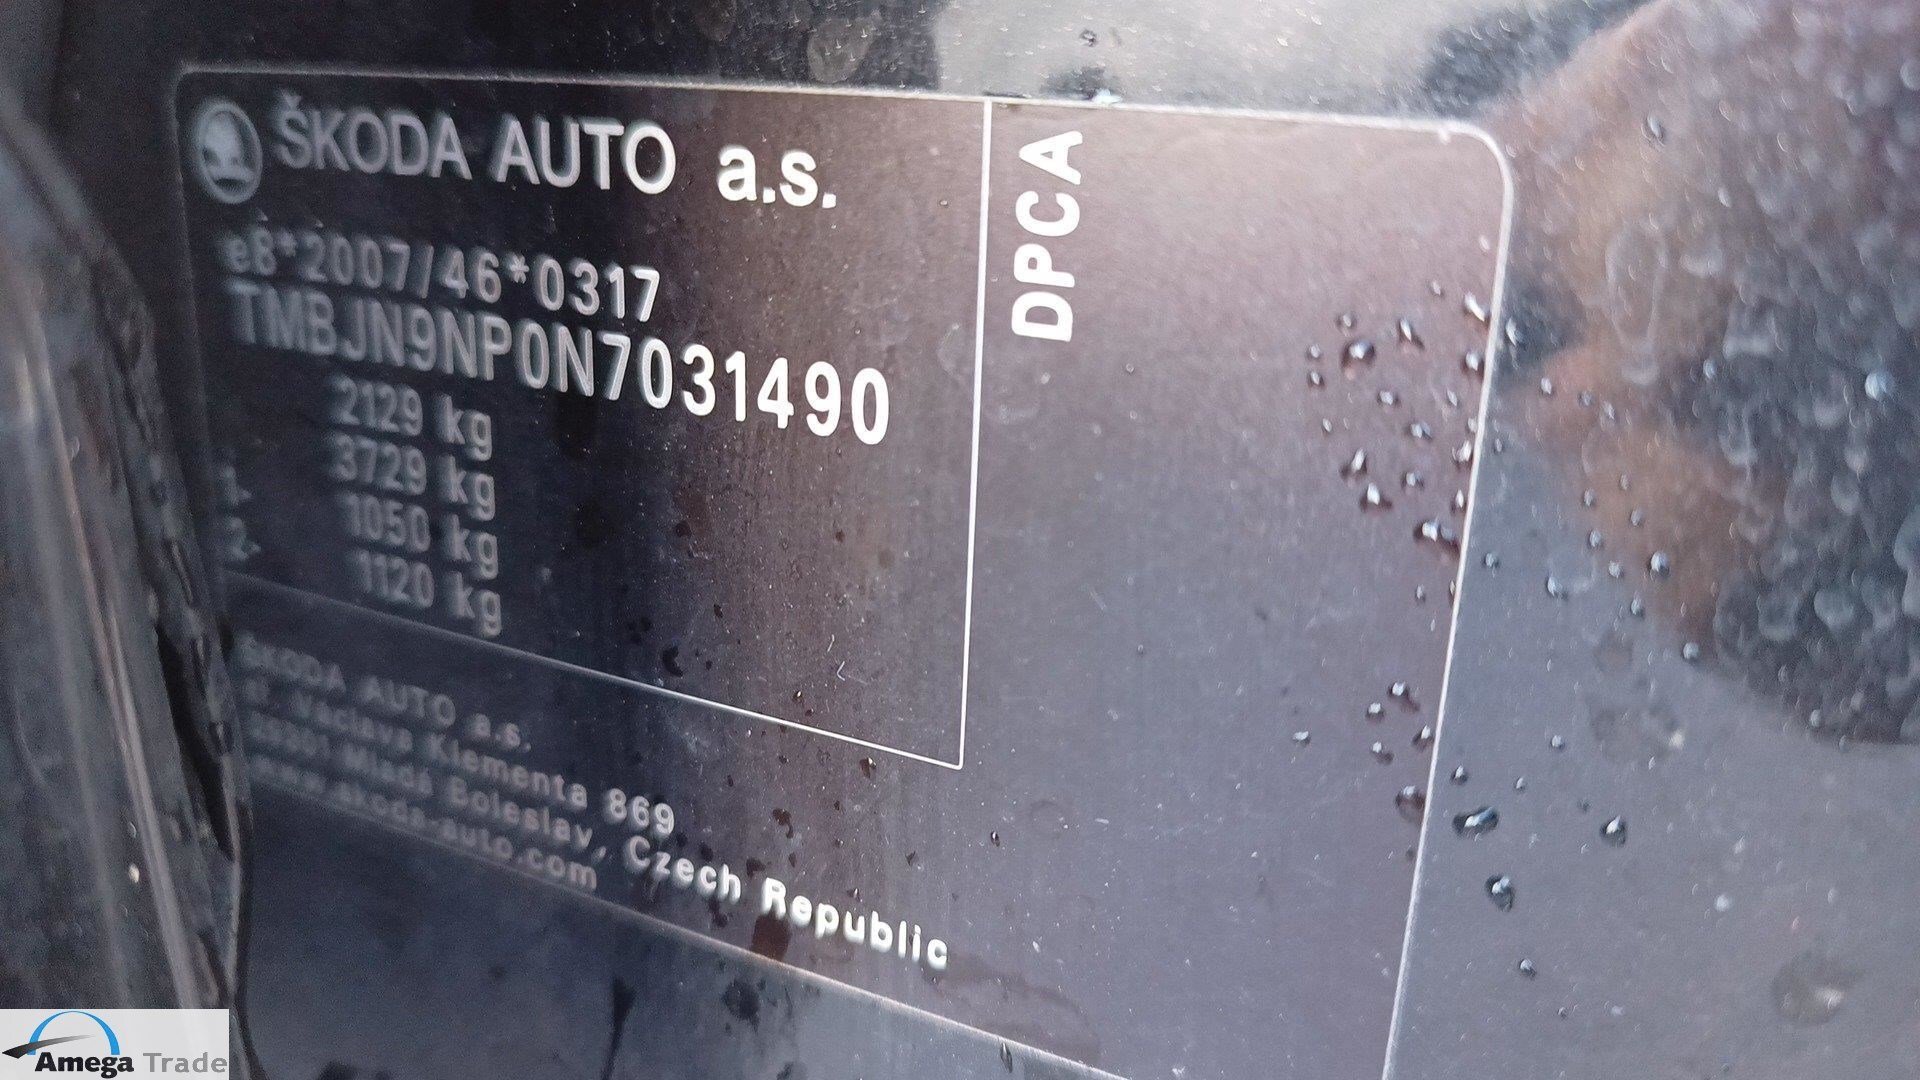 ŠKODA AUTO a.s.
e8*2007/46*0317
TMBJN9NP0N7031490
2129 kg
3729 kg
1- 1050 kg
2- 1120 kg
DPCA
ŠKODA AUTO a.s.
tř. Václava Klementa 869
29301 Mladá Boleslav, Czech Republic
www.skoda-auto.com
Amega Trade